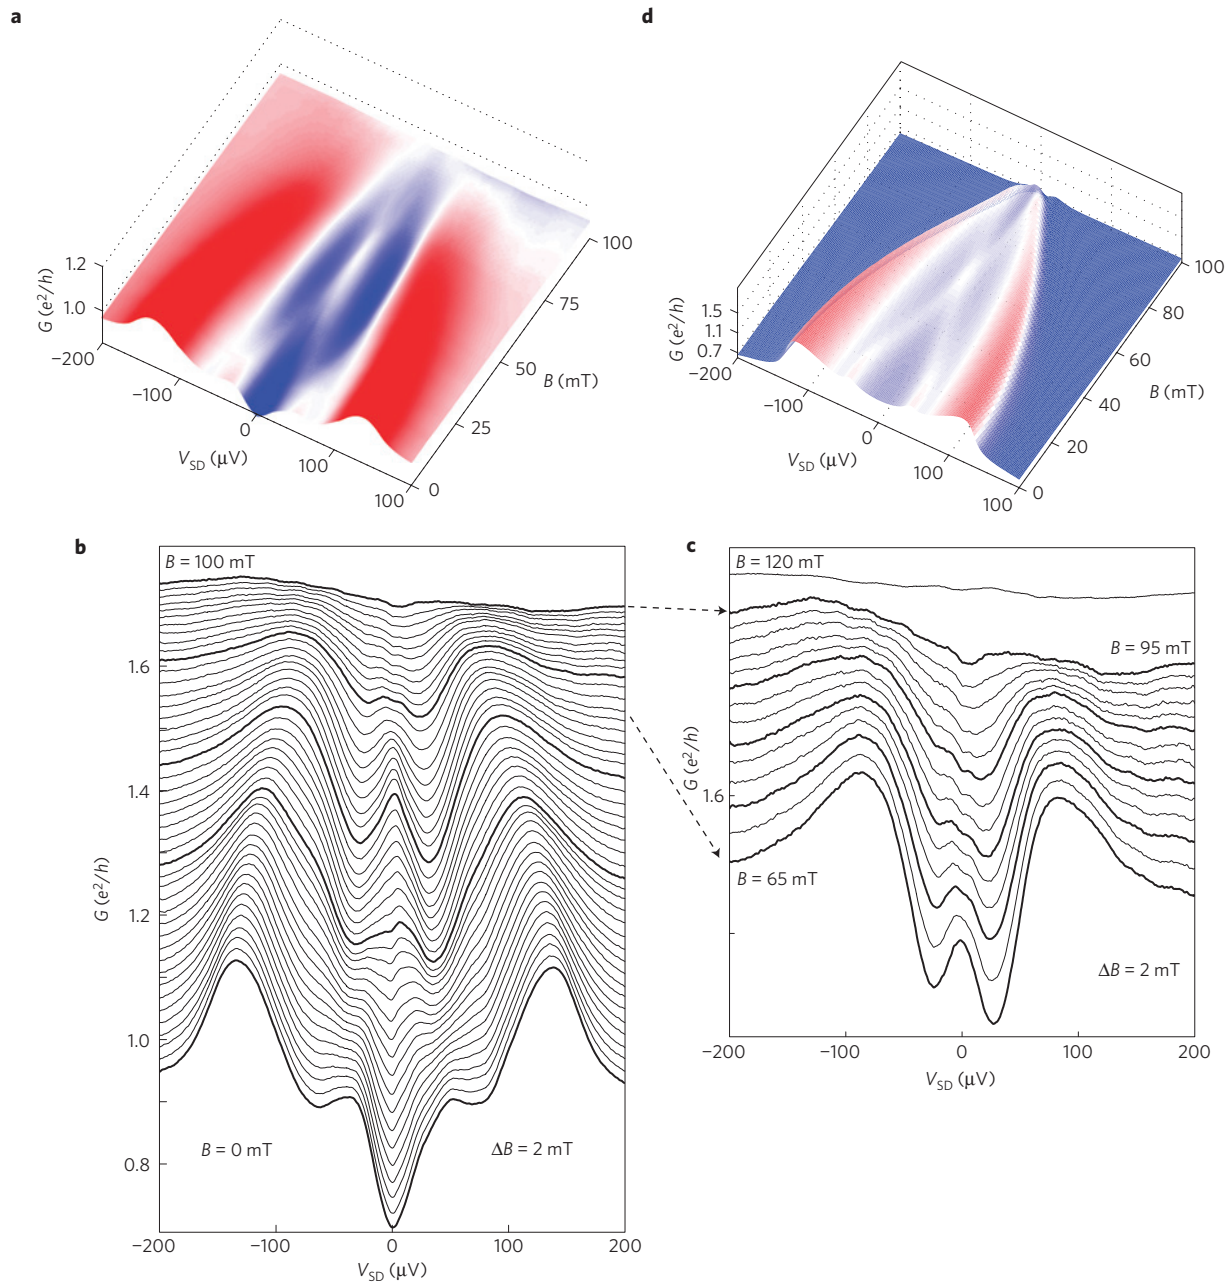 a
G (e²/h)
1.2
1.0
−200
−100
0
100
100
V_SD (μV)
0
25
50
75
100
B (mT)
d
G (e²/h)
1.5
1.1
0.7
−200
−100
0
100
100
V_SD (μV)
0
20
40
60
80
100
B (mT)
b
B = 100 mT
1.6
1.4
1.2
1.0
0.8
G (e²/h)
B = 0 mT
ΔB = 2 mT
−200
−100
0
100
200
V_SD (μV)
c
B = 120 mT
B = 95 mT
G (e²/h)
1.6
B = 65 mT
ΔB = 2 mT
−200
−100
0
100
200
V_SD (μV)